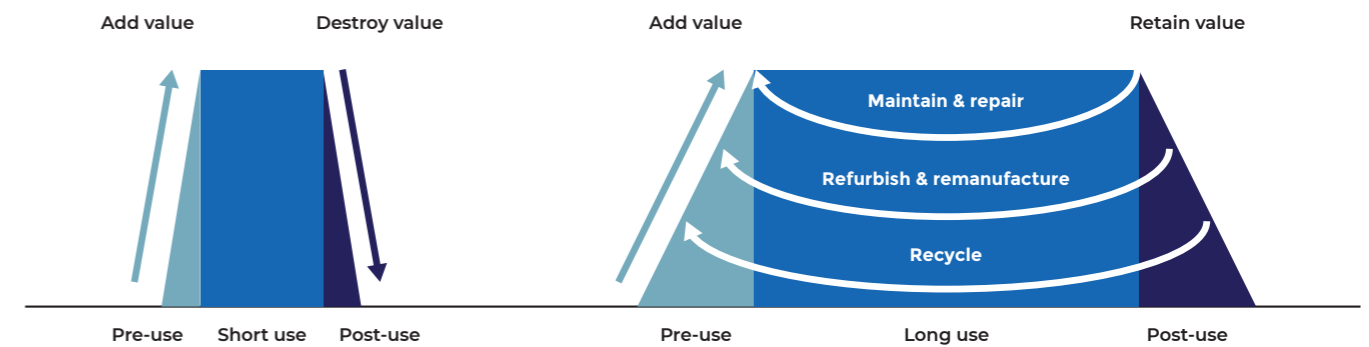 Add value
Destroy value
Add value
Retain value
Maintain & repair
Refurbish & remanufacture
Recycle
Pre-use
Short use
Post-use
Pre-use
Long use
Post-use